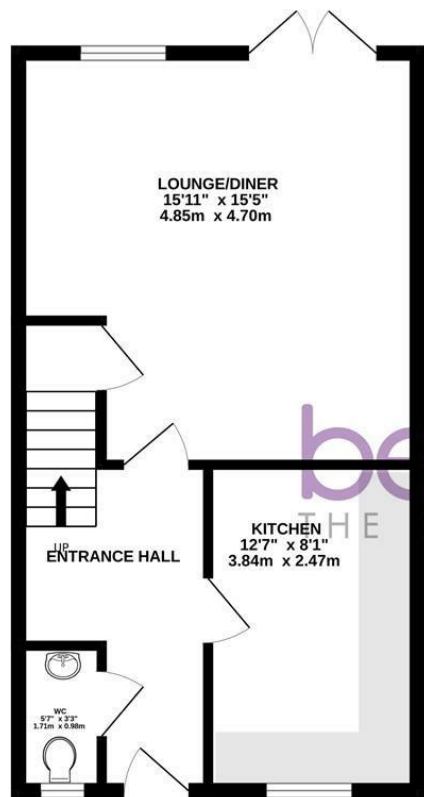 LOUNGE/DINER
15'11" x 15'5"
4.85m x 4.70m
be
THE
KITCHEN
12'7" x 8'1"
3.84m x 2.47m
UP
ENTRANCE HALL
WC
5'7" x 3'3"
1.71m x 0.98m